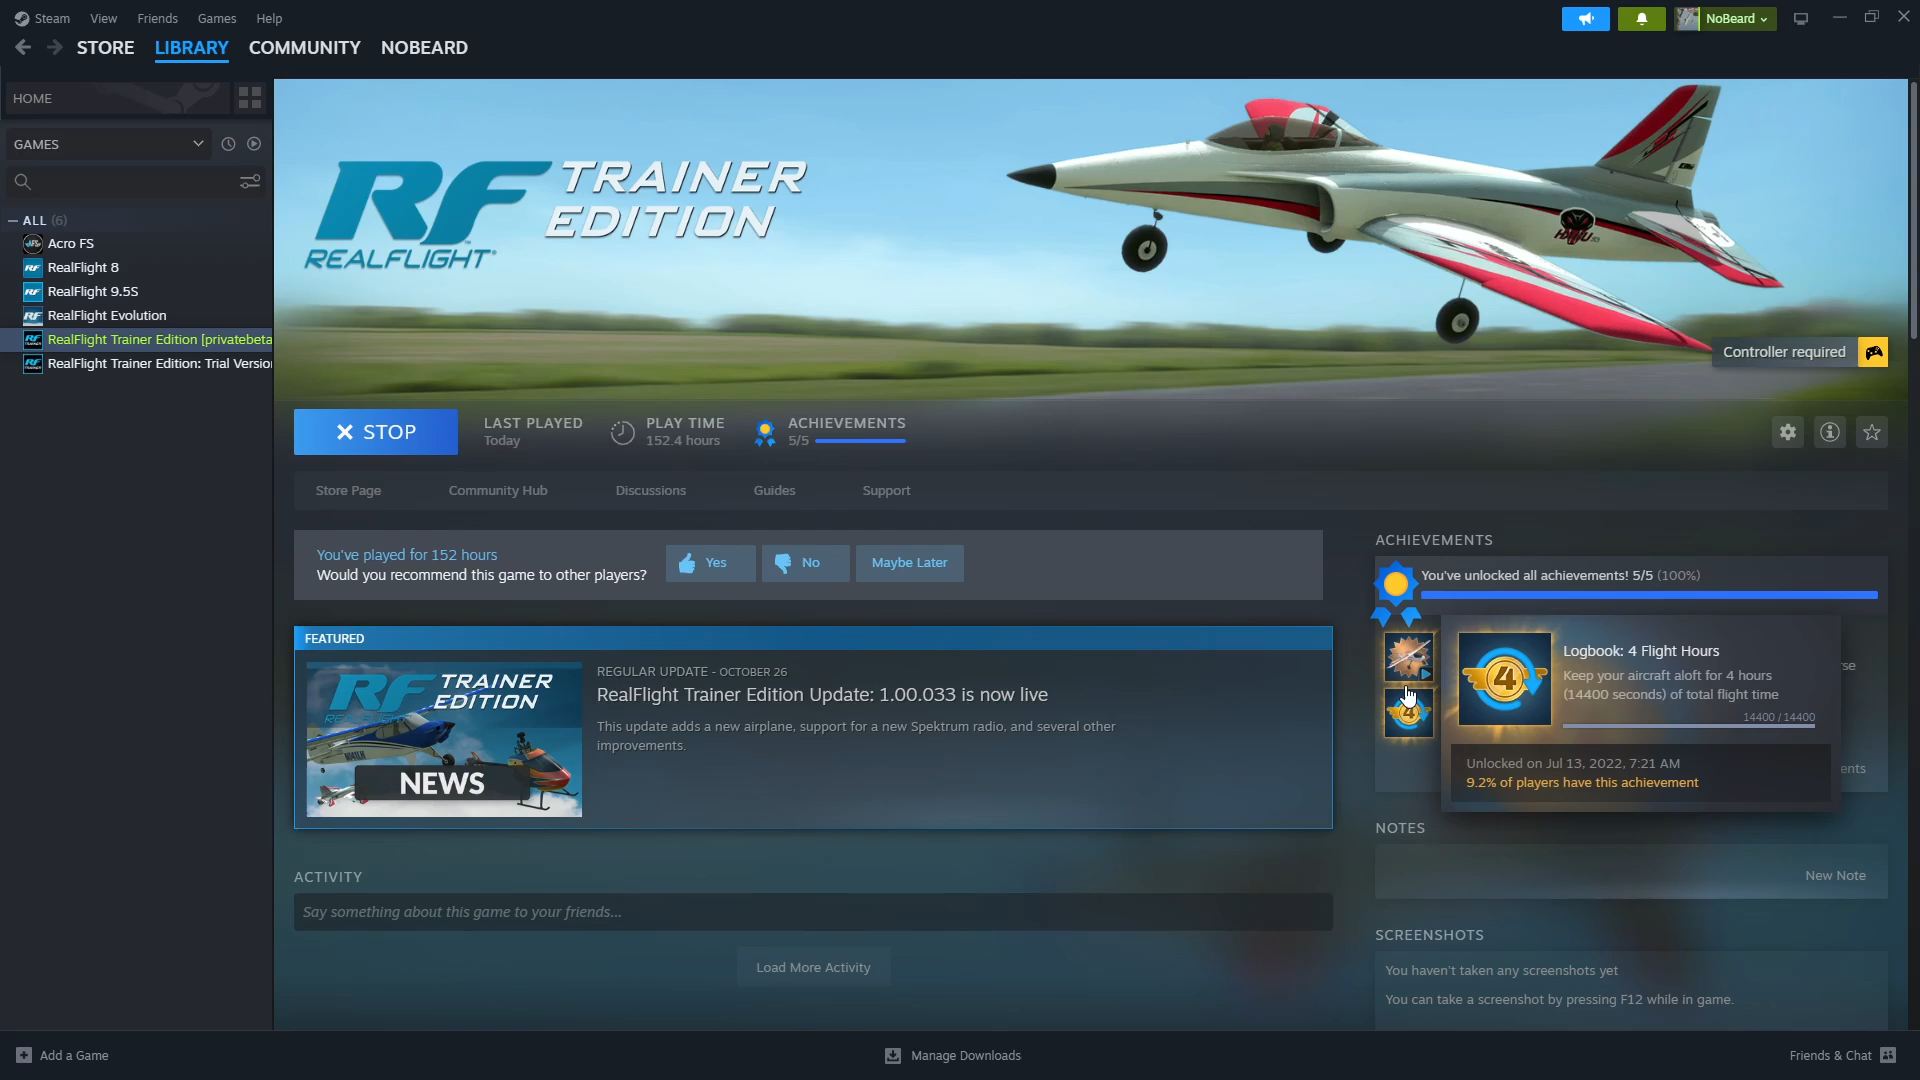 Steam View Friends Games Help
NoBeard
STORE LIBRARY COMMUNITY NOBEARD
HOME
GAMES
ALL (6)
Acro FS
RealFlight 8
RealFlight 9.5S
RealFlight Evolution
RealFlight Trainer Edition [privatebeta
RealFlight Trainer Edition: Trial Versio
RF TRAINER
EDITION
REALFLIGHT
Controller required
STOP
LAST PLAYED
Today
PLAY TIME
152.4 hours
ACHIEVEMENTS
5/5
Store Page Community Hub Discussions Guides Support
You've played for 152 hours
Would you recommend this game to other players?
Yes No Maybe Later
FEATURED
RF TRAINER
EDITION
REALFLIGHT
NEWS
REGULAR UPDATE - OCTOBER 26
RealFlight Trainer Edition Update: 1.00.033 is now live
This update adds a new airplane, support for a new Spektrum radio, and several other
improvements.
ACTIVITY
Say something about this game to your friends...
Load More Activity
ACHIEVEMENTS
You've unlocked all achievements! 5/5 (100%)
4
4
Logbook: 4 Flight Hours
Keep your aircraft aloft for 4 hours
(14400 seconds) of total flight time
14400 / 14400
Unlocked on Jul 13, 2022, 7:21 AM
9.2% of players have this achievement
rse
ents
NOTES
New Note
SCREENSHOTS
You haven't taken any screenshots yet
You can take a screenshot by pressing F12 while in game.
Add a Game
Manage Downloads
Friends & Chat